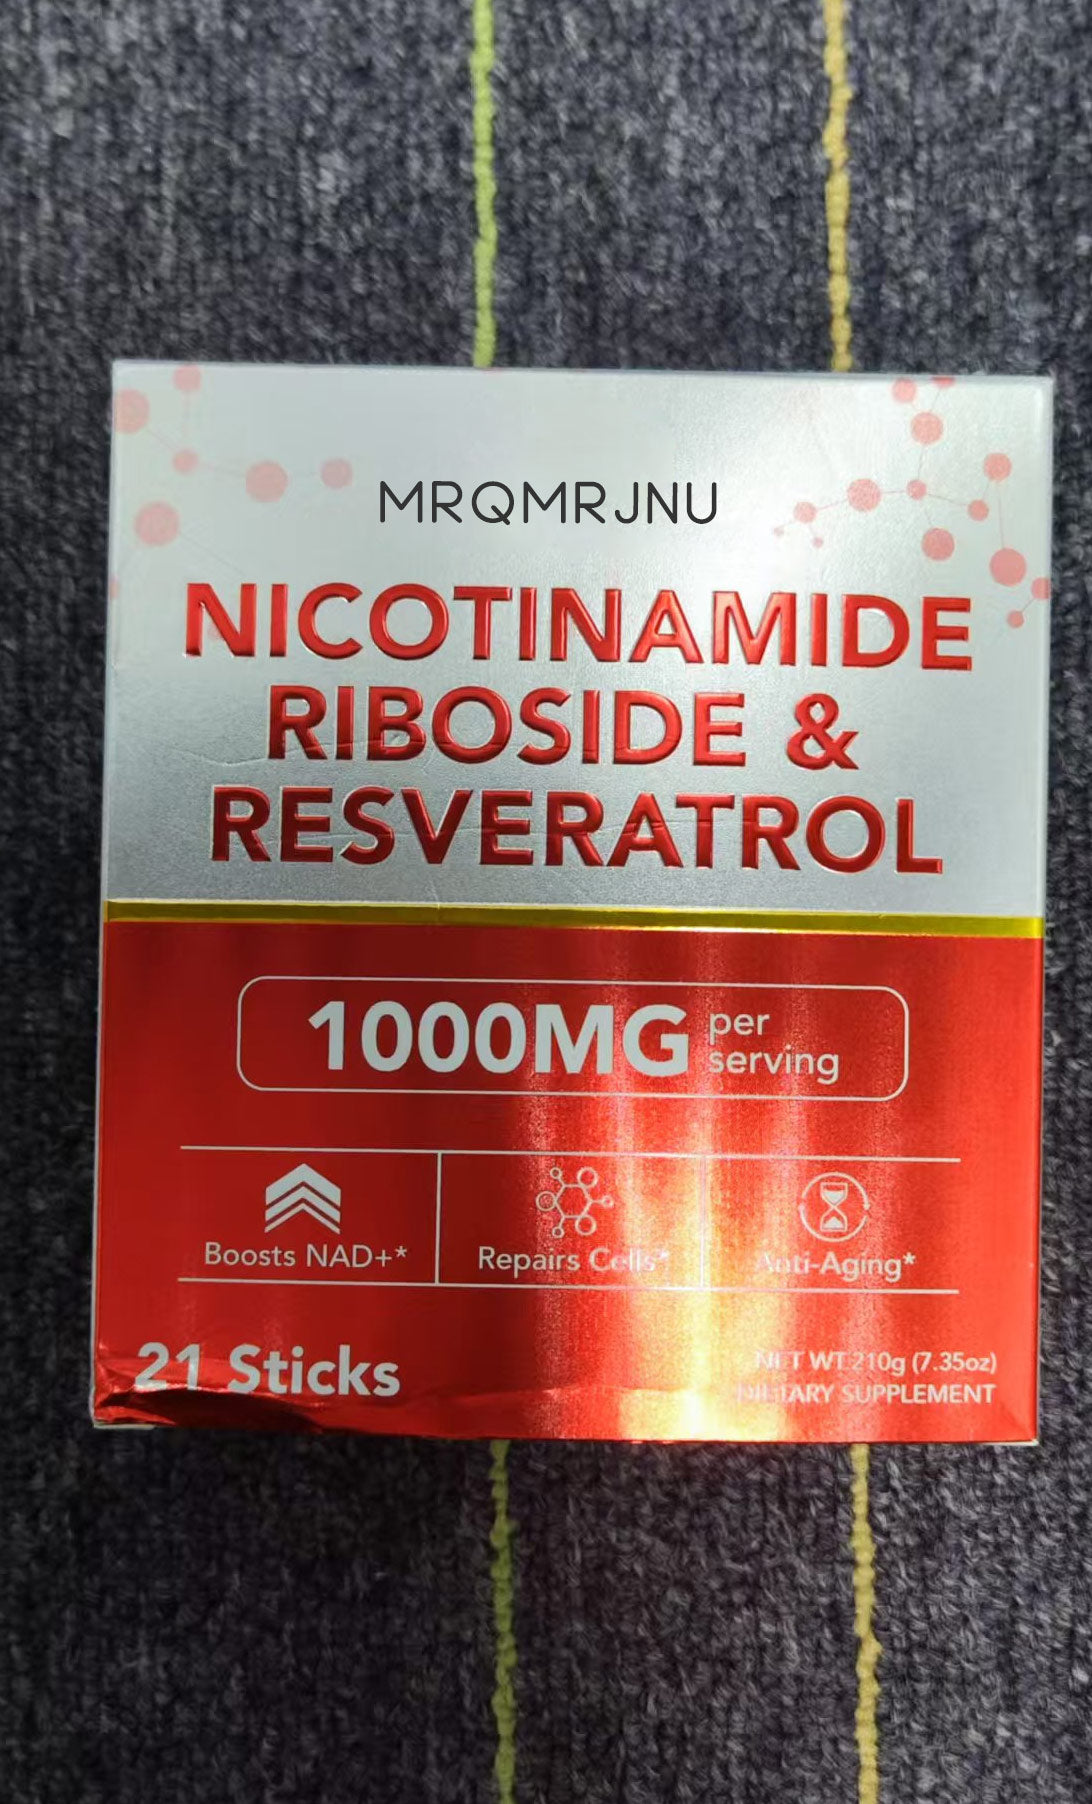 MRQMRJNU
NICOTINAMIDE
RIBOSIDE &
RESVERATROL
1000MG per
serving
Boosts NAD+*
Repairs Cells*
Anti-Aging*
21 Sticks
NET WT.210g (7.35oz)
DIETARY SUPPLEMENT